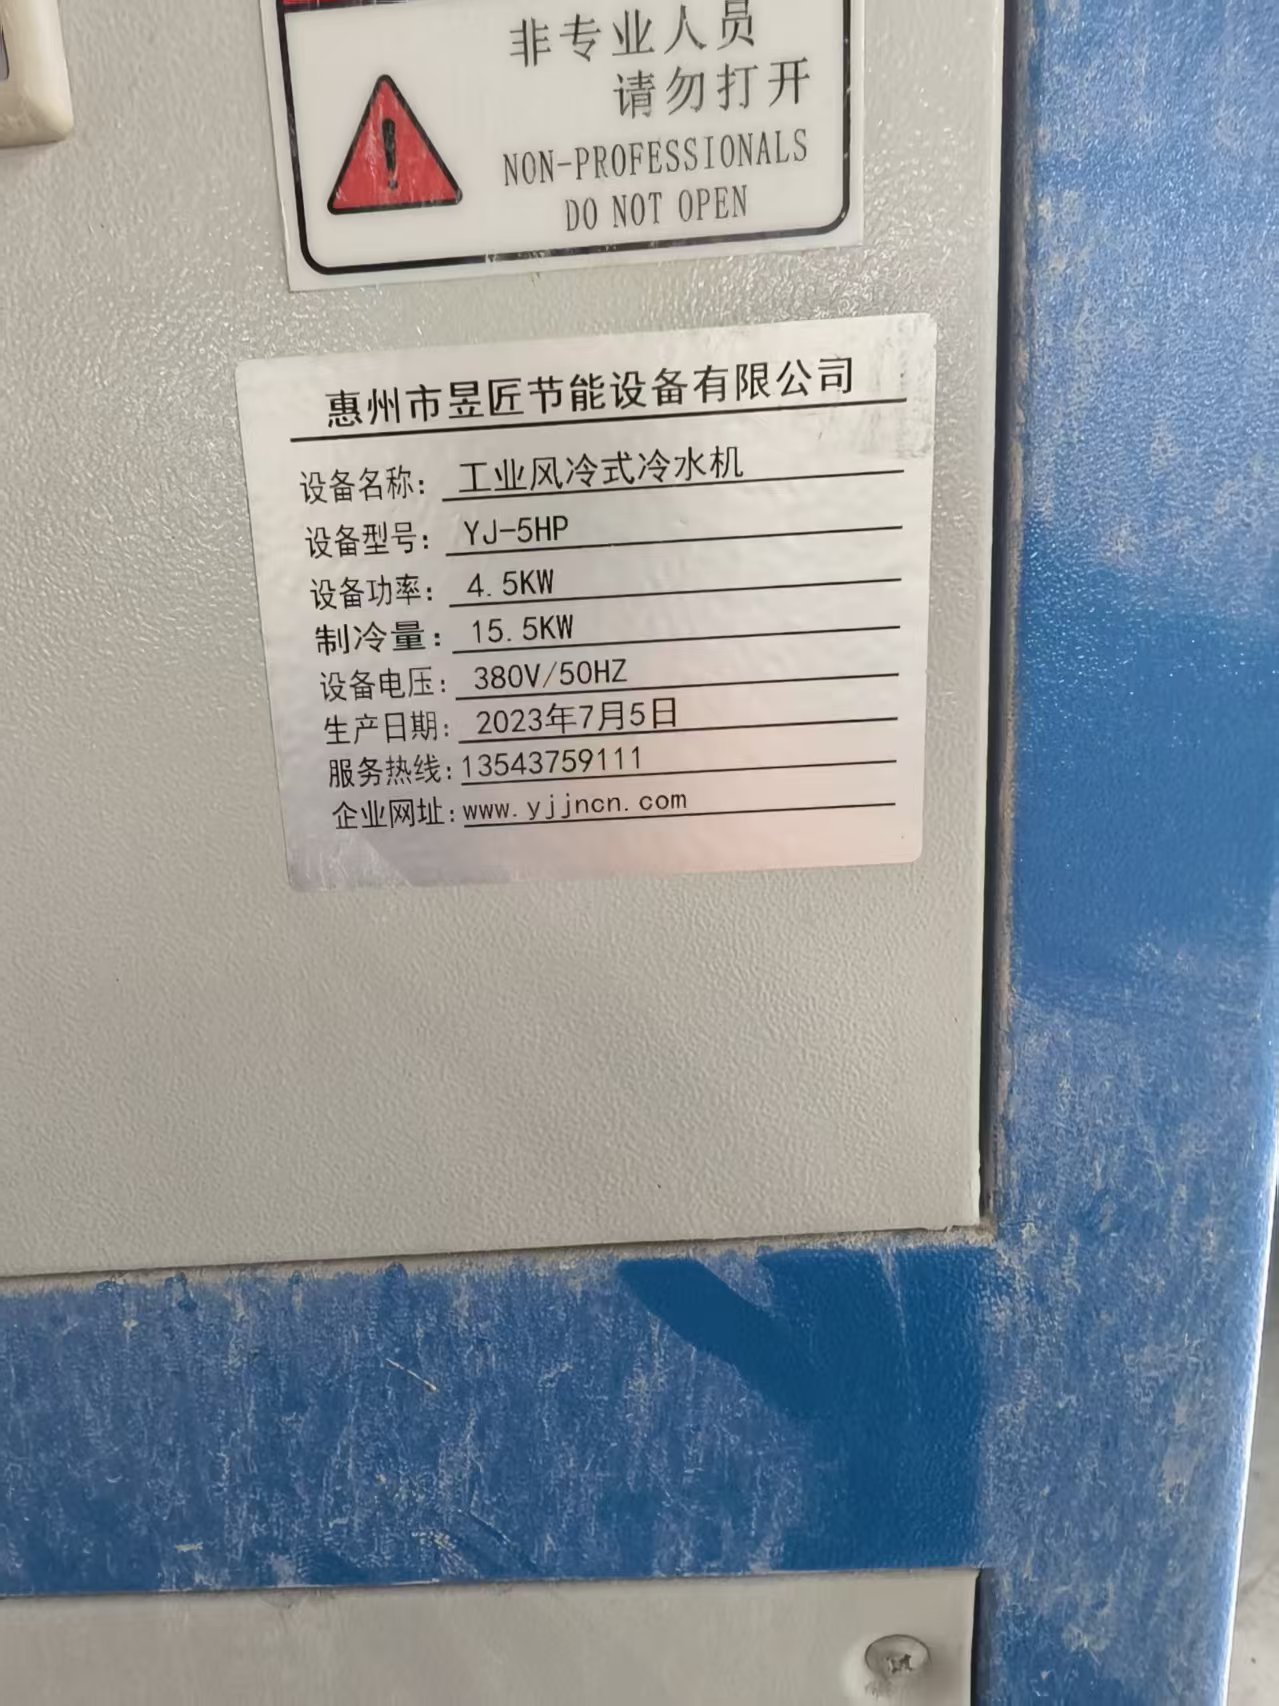 非专业人员
请勿打开
NON-PROFESSIONALS
DO NOT OPEN
惠州市昱匠节能设备有限公司
设备名称: 工业风冷式冷水机
设备型号: YJ-5HP
设备功率: 4.5KW
制冷量: 15.5KW
设备电压: 380V/50HZ
生产日期: 2023年7月5日
服务热线:13543759111
企业网址:www.yjjncn.com